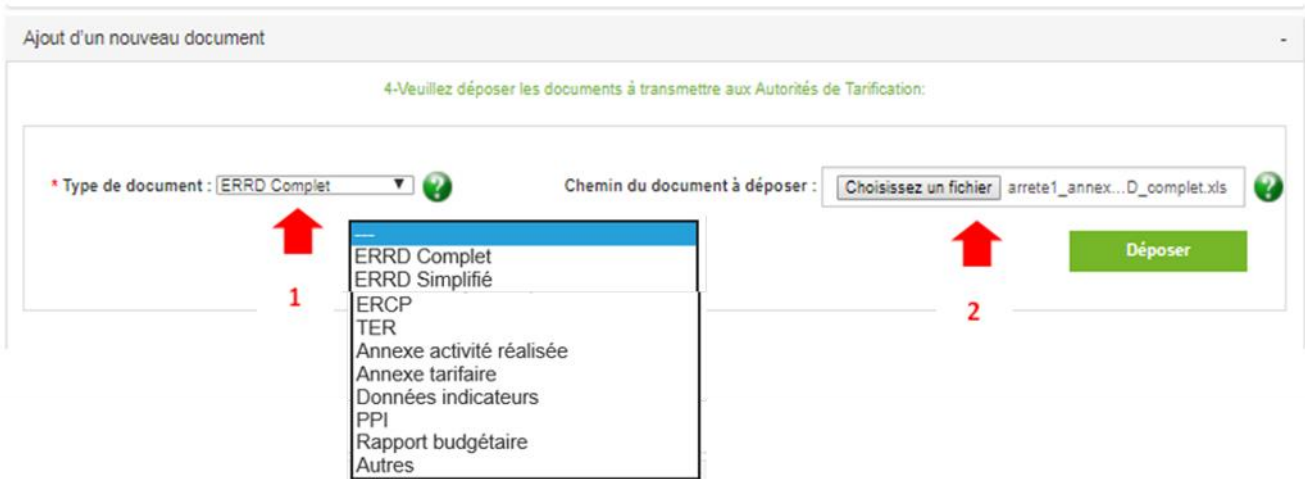 Ajout d'un nouveau document -
4-Veuillez déposer les documents à transmettre aux Autorités de Tarification:
* Type de document : ERRD Complet ▼ ? Chemin du document à déposer : Choisissez un fichier arrete1_annex...D_complet.xls ?
Déposer
1
2
---
ERRD Complet
ERRD Simplifié
ERCP
TER
Annexe activité réalisée
Annexe tarifaire
Données indicateurs
PPI
Rapport budgétaire
Autres